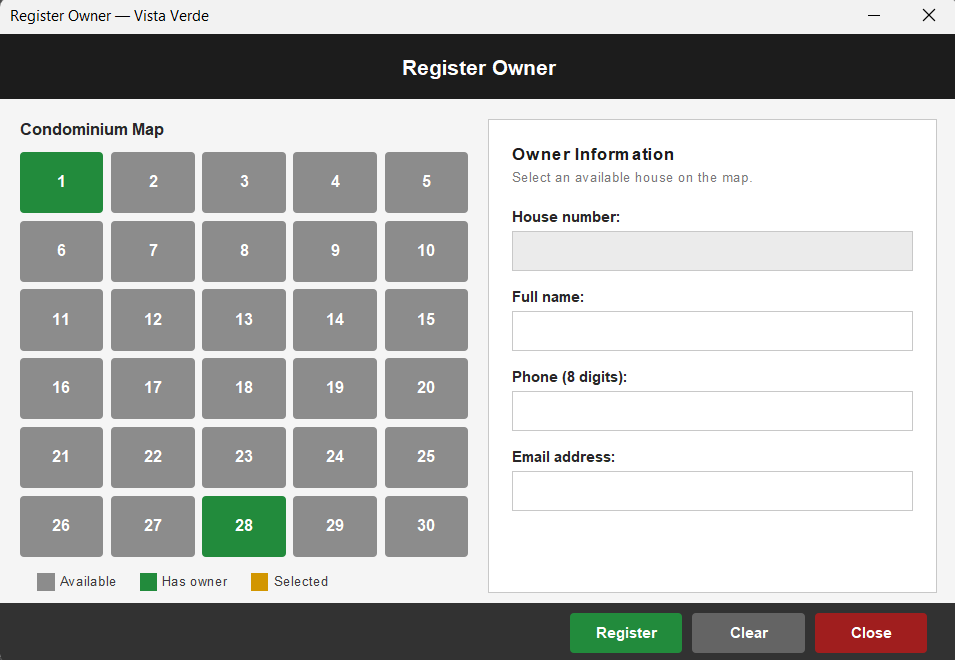 Register Owner — Vista Verde
Register Owner
Condominium Map
1 2 3 4 5
6 7 8 9 10
11 12 13 14 15
16 17 18 19 20
21 22 23 24 25
26 27 28 29 30
Available Has owner Selected
Owner Information
Select an available house on the map.
House number:
Full name:
Phone (8 digits):
Email address:
Register Clear Close